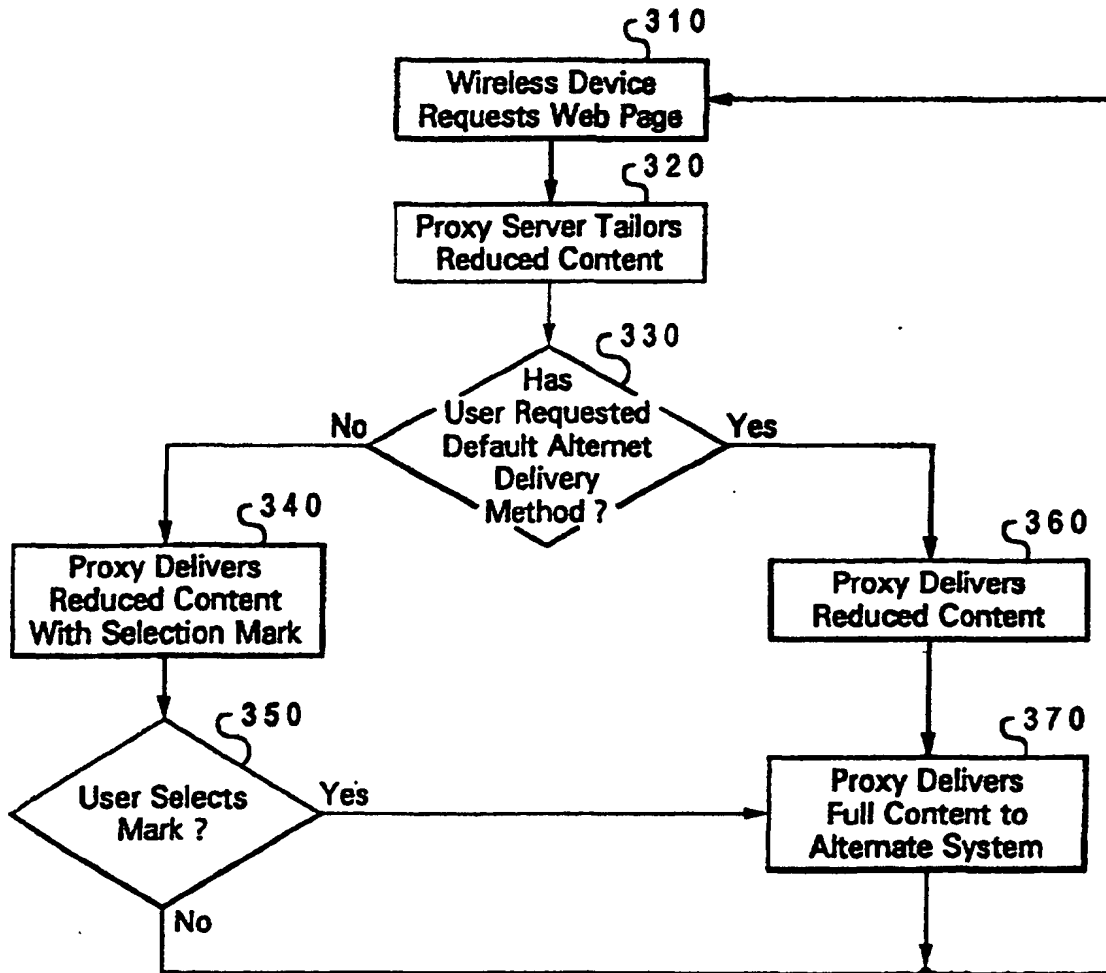 310
Wireless Device
Requests Web Page
320
Proxy Server Tailors
Reduced Content
330
Has
User Requested
Default Alternet
Delivery
Method ?
No
Yes
340
Proxy Delivers
Reduced Content
With Selection Mark
360
Proxy Delivers
Reduced Content
350
User Selects
Mark ?
Yes
No
370
Proxy Delivers
Full Content to
Alternate System